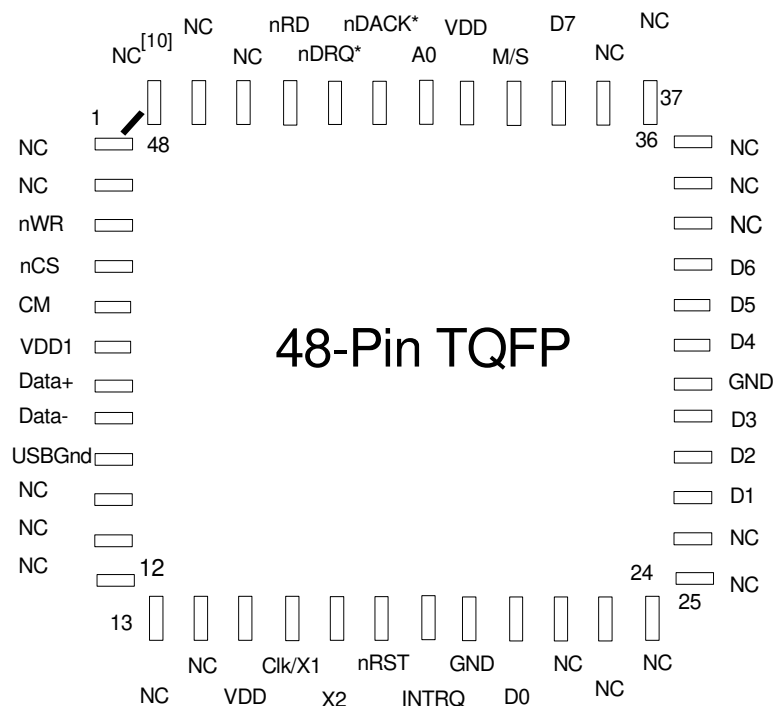 NC
NC nRD nDACK* VDD D7
NC[10] NC nDRQ* A0 M/S NC
1 37
48 36
NC NC
NC NC
nWR NC
nCS D6
CM D5
VDD1 D4
48-Pin TQFP
Data+ GND
Data- D3
USBGnd D2
NC D1
NC NC
NC 12 24 NC
13 25
NC Clk/X1 nRST GND NC NC
NC VDD X2 INTRQ D0 NC